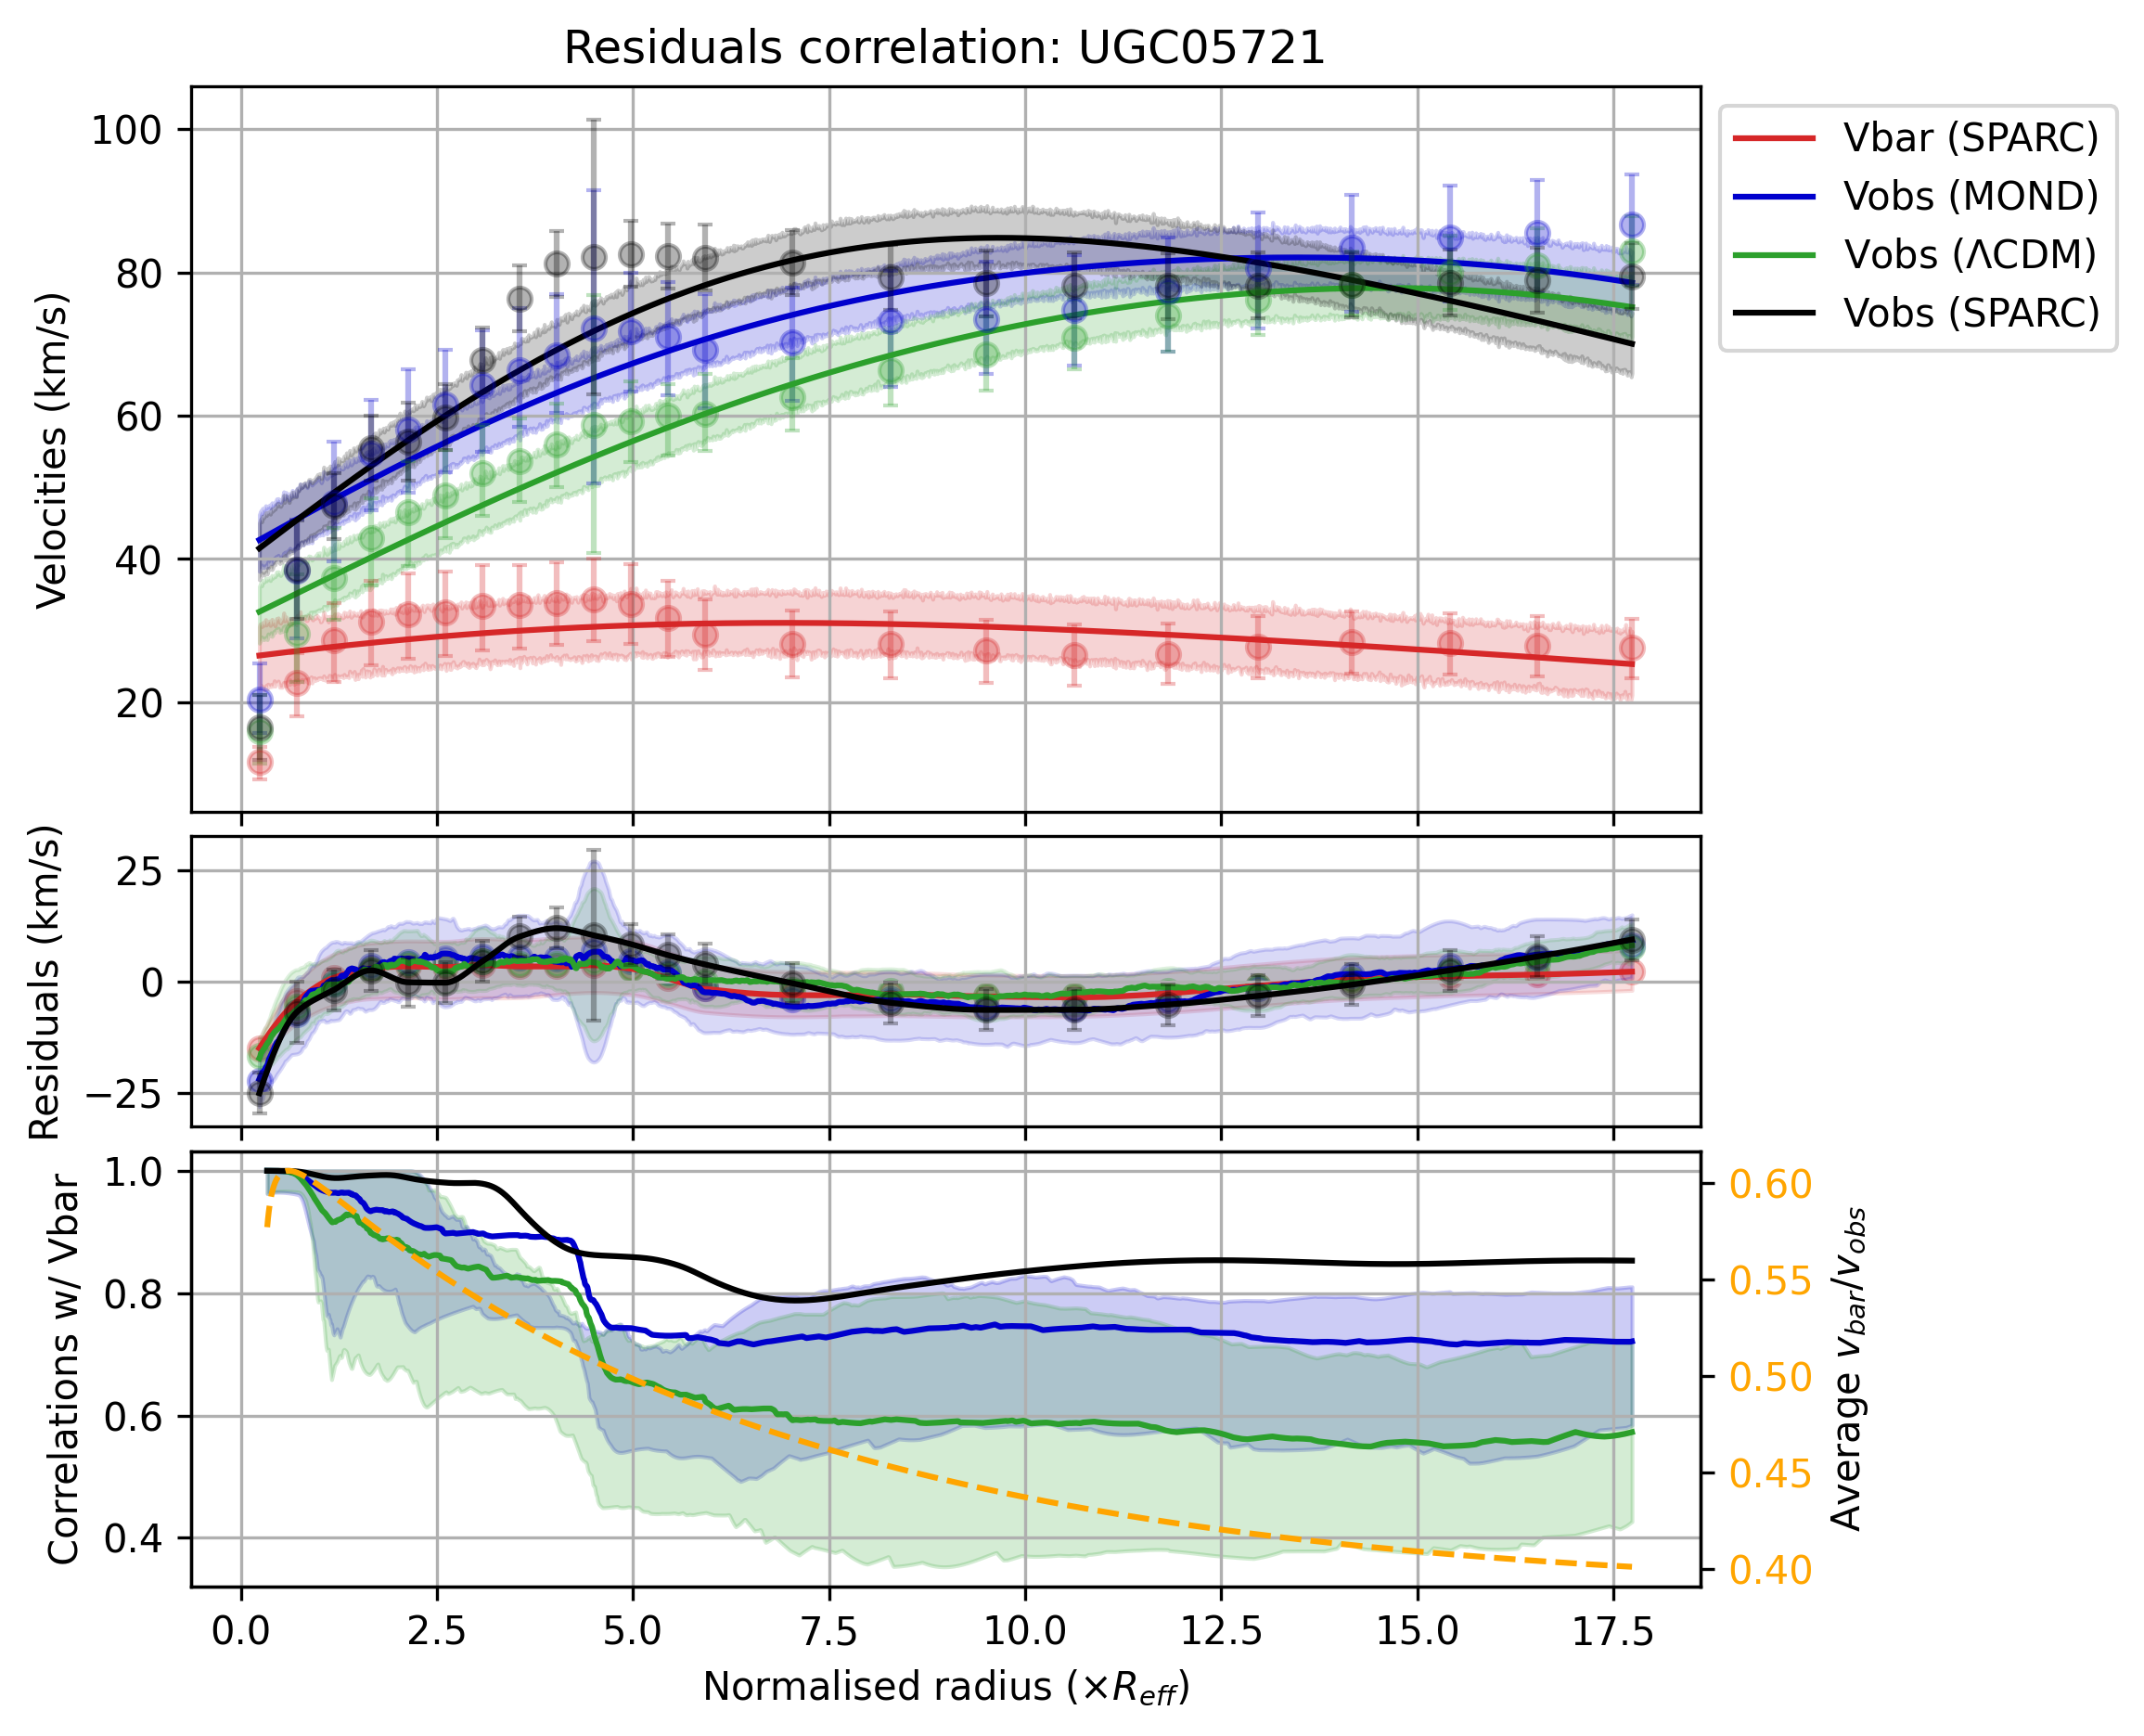 Residuals correlation: UGC05721
100
80
60
40
20
Velocities (km/s)
Vbar (SPARC)
Vobs (MOND)
Vobs (ΛCDM)
Vobs (SPARC)
25
0
−25
Residuals (km/s)
1.0
0.8
0.6
0.4
Correlations w/ Vbar
0.60
0.55
0.50
0.45
0.40
Average v_bar/v_obs
0.0 2.5 5.0 7.5 10.0 12.5 15.0 17.5
Normalised radius (×R_eff)